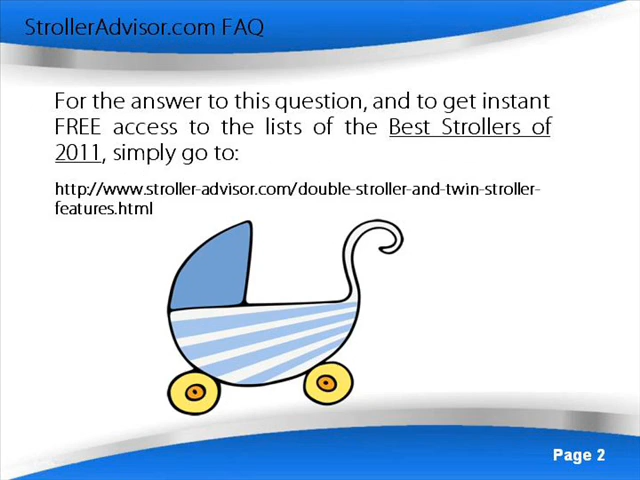 StrollerAdvisor.com FAQ
For the answer to this question, and to get instant
FREE access to the lists of the Best Strollers of
2011, simply go to:
http://www.stroller-advisor.com/double-stroller-and-twin-stroller-
features.html
Page 2